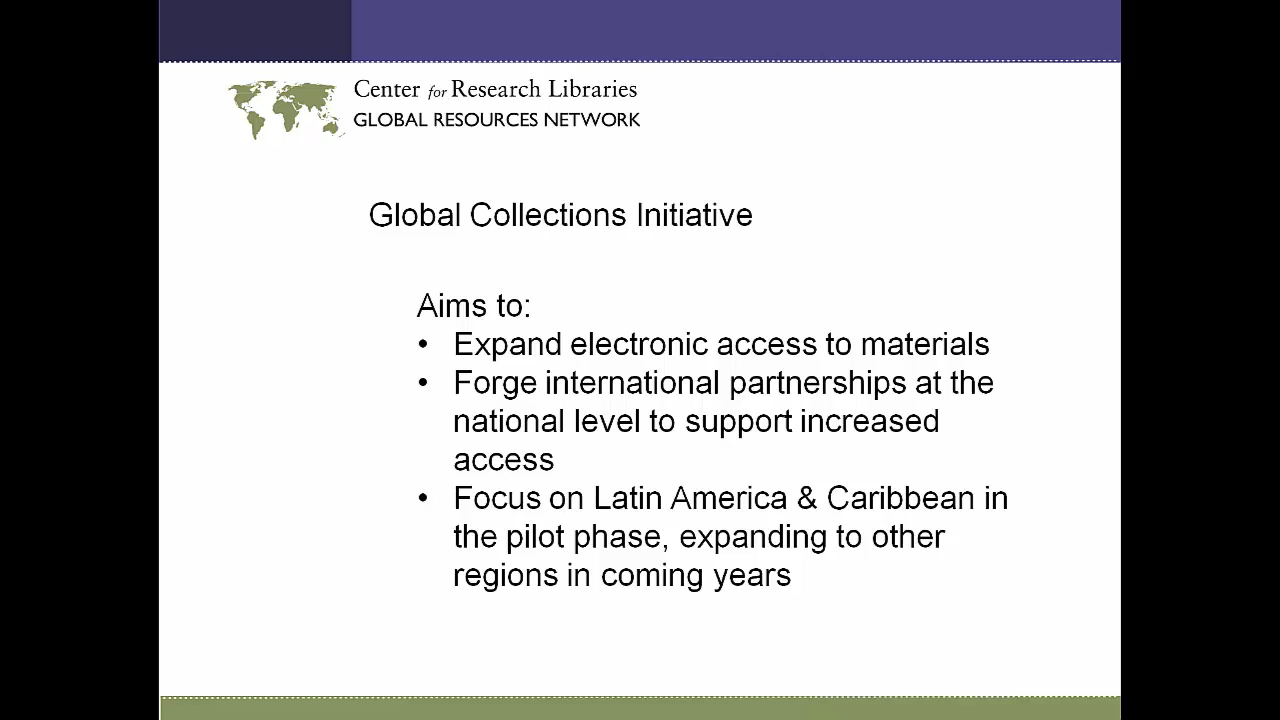 Center for Research Libraries
GLOBAL RESOURCES NETWORK
Global Collections Initiative
Aims to:
• Expand electronic access to materials
• Forge international partnerships at the
national level to support increased
access
• Focus on Latin America & Caribbean in
the pilot phase, expanding to other
regions in coming years